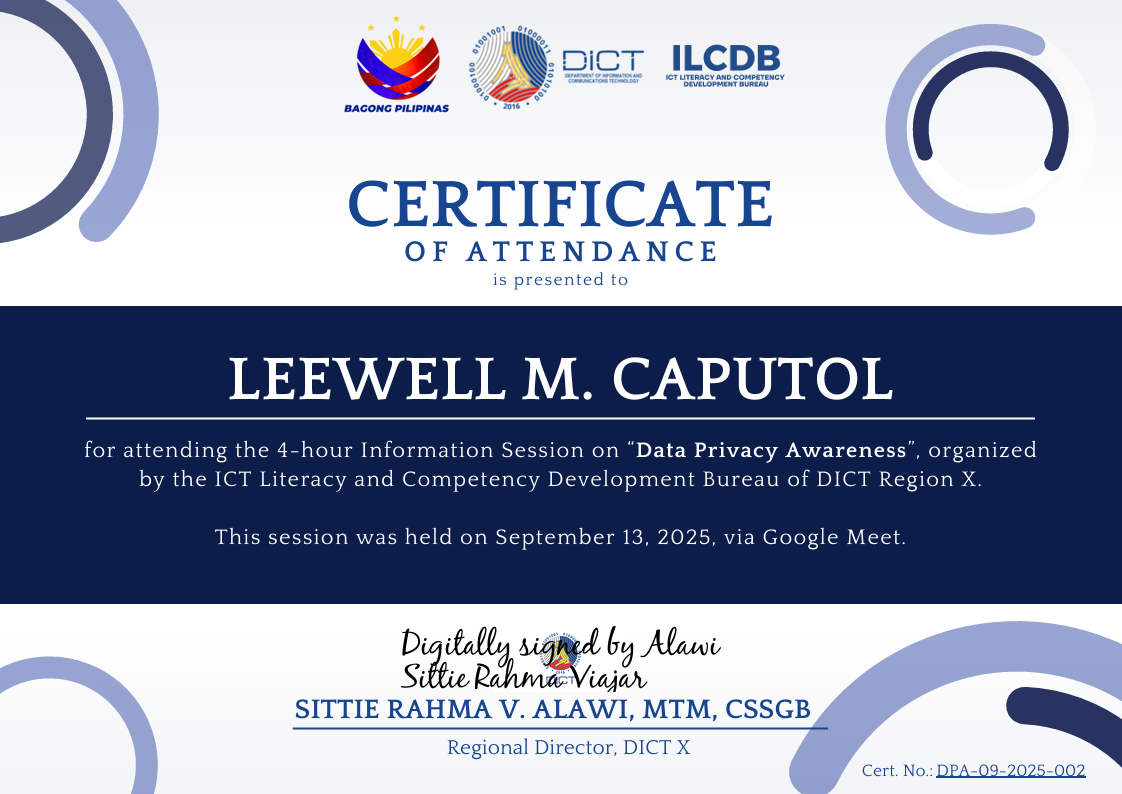 BAGONG PILIPINAS
DICT
DEPARTMENT OF INFORMATION AND
COMMUNICATIONS TECHNOLOGY
2016
ILCDB
ICT LITERACY AND COMPETENCY
DEVELOPMENT BUREAU
CERTIFICATE
OF ATTENDANCE
is presented to
LEEWELL M. CAPUTOL
for attending the 4-hour Information Session on “Data Privacy Awareness”, organized
by the ICT Literacy and Competency Development Bureau of DICT Region X.
This session was held on September 13, 2025, via Google Meet.
Digitally signed by Alawi
Sittie Rahma Viajar
SITTIE RAHMA V. ALAWI, MTM, CSSGB
Regional Director, DICT X
Cert. No.: DPA-09-2025-002